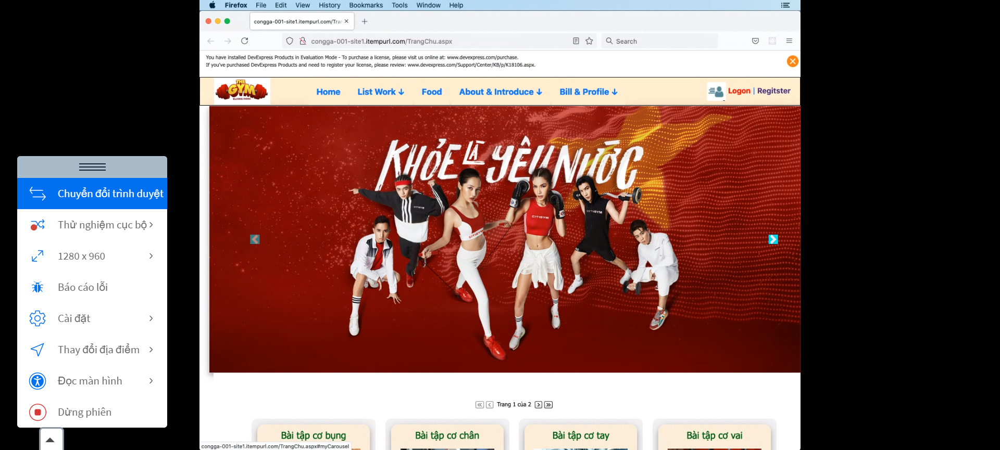 Firefox File Edit View History Bookmarks Tools Window Help
congga-001-site1.itempurl.com/Tran
congga-001-site1.itempurl.com/TrangChu.aspx
Search
You have installed DevExpress Products in Evaluation Mode - To purchase a license, please visit us online at: www.devexpress.com/purchase.
If you've purchased DevExpress Products and need to register your license, please review: www.devexpress.com/Support/Center/KB/p/K18106.aspx.
THE
GYM
ELKINS PARK
Home List Work ↓ Food About & Introduce ↓ Bill & Profile ↓
Logon | Regitster
KHỎE LÀ YÊU NƯỚC
CITIGYM
CITIGYM
CITIGYM
CITIGYM
Chuyển đổi trình duyệt
Thử nghiệm cục bộ
1280 x 960
Báo cáo lỗi
Cài đặt
Thay đổi địa điểm
Đọc màn hình
Dừng phiên
Trang 1 của 2
Bài tập cơ bụng
Bài tập cơ chân
Bài tập cơ tay
Bài tập cơ vai
congga-001-site1.itempurl.com/TrangChu.aspx#myCarousel